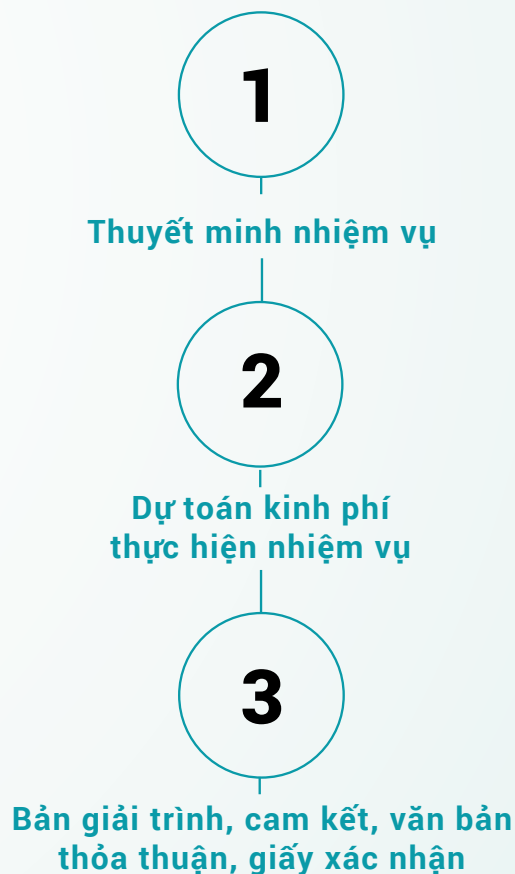 1
Thuyết minh nhiệm vụ
2
Dự toán kinh phí
thực hiện nhiệm vụ
3
Bản giải trình, cam kết, văn bản
thỏa thuận, giấy xác nhận